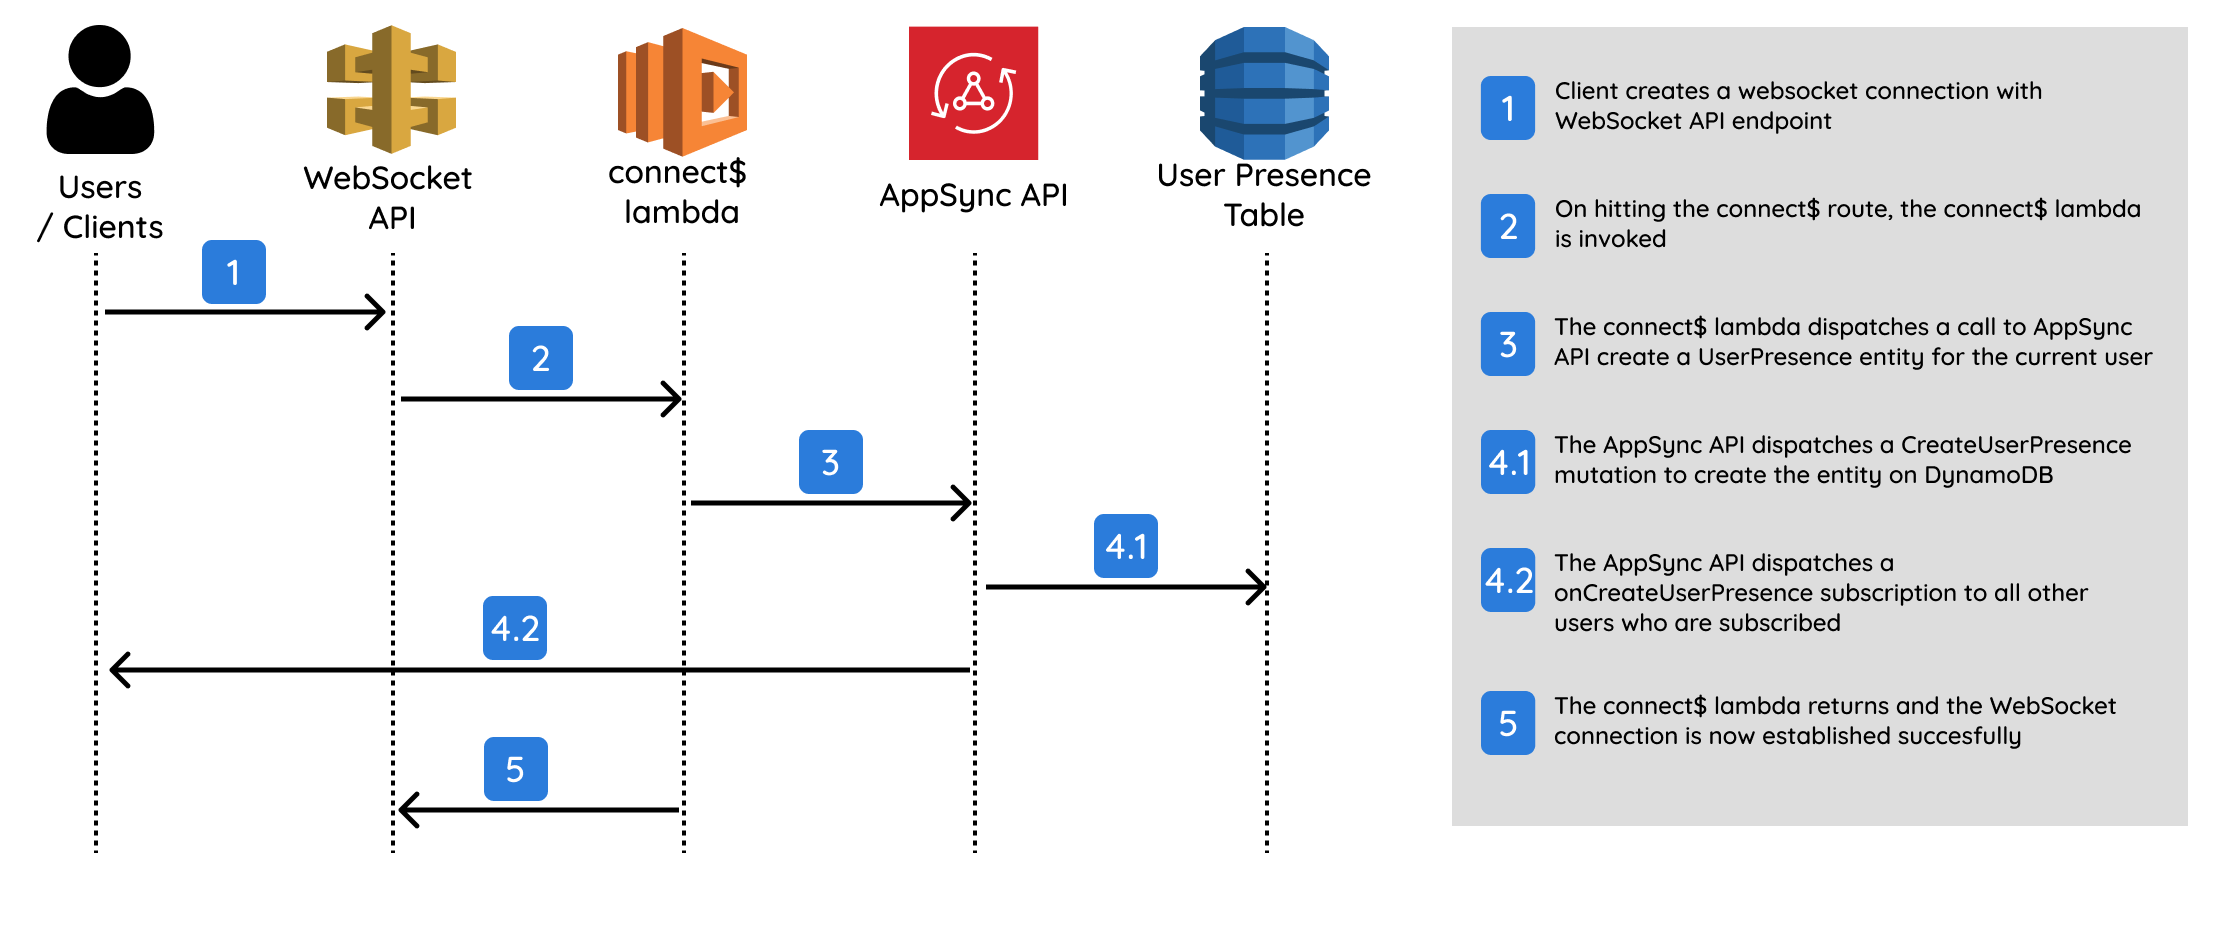 Users
/ Clients
WebSocket
API
connect$
lambda
AppSync API
User Presence
Table
1
2
3
4.1
4.2
5
1
Client creates a websocket connection with
WebSocket API endpoint
2
On hitting the connect$ route, the connect$ lambda
is invoked
3
The connect$ lambda dispatches a call to AppSync
API create a UserPresence entity for the current user
4.1
The AppSync API dispatches a CreateUserPresence
mutation to create the entity on DynamoDB
4.2
The AppSync API dispatches a
onCreateUserPresence subscription to all other
users who are subscribed
5
The connect$ lambda returns and the WebSocket
connection is now established succesfully